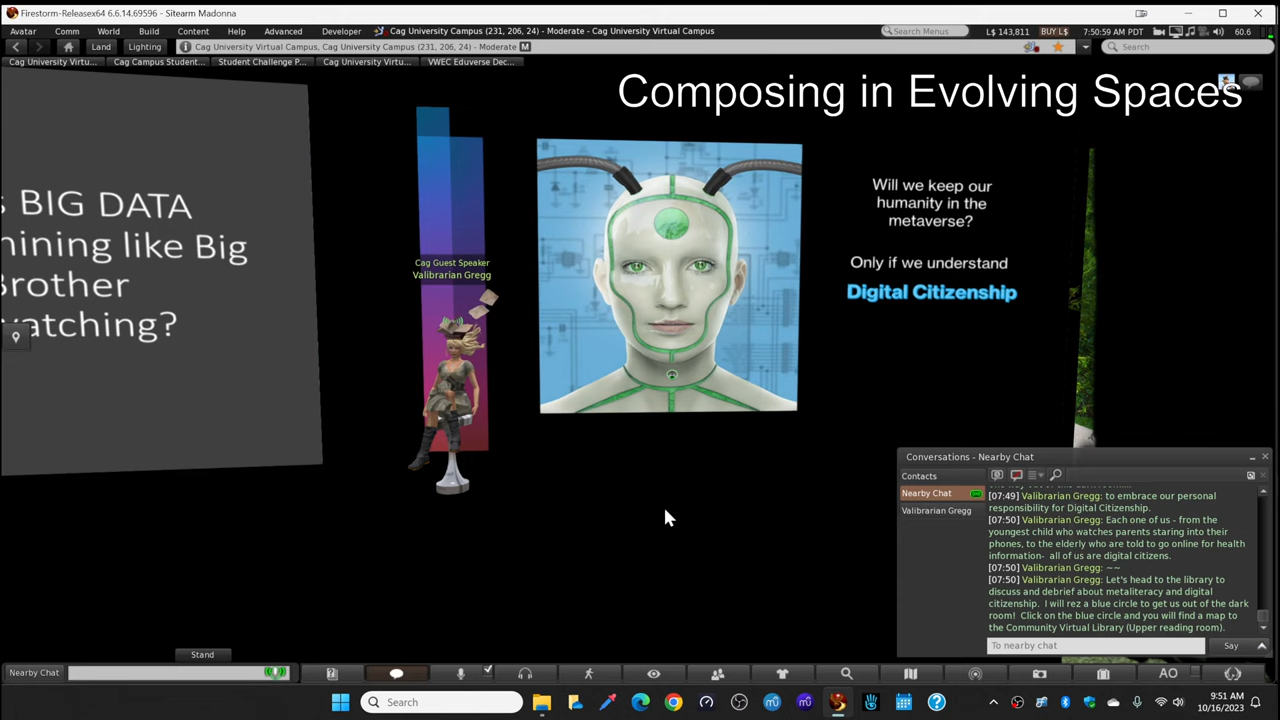 Firestorm-Releasex64 6.6.14.69596 - Sitearm Madonna
Avatar Comm World Build Content Help Advanced Developer Cag University Virtual Campus, Cag University Campus (231, 206, 24) - Moderate - Cag University Virtual Campus Search Menus L$ 143,811 BUY L$ 7:50:59 AM PDT 60.6
Land Lighting Cag University Virtual Campus, Cag University Campus (231, 206, 24) - Moderate M Search
Cag University Virtu... Cag Campus Student... Student Challenge P... Cag University Virtu... VWEC Eduverse Dec...
Composing in Evolving Spaces
BIG DATA
like Big
watching?
Cag Guest Speaker
Valibrarian Gregg
Will we keep our
humanity in the
metaverse?
Only if we understand
Digital Citizenship
Conversations - Nearby Chat
Contacts
Nearby Chat
Valibrarian Gregg
[07:49] Valibrarian Gregg: to embrace our personal
responsibility for Digital Citizenship.
[07:50] Valibrarian Gregg: Each one of us - from the
youngest child who watches parents staring into their
phones, to the elderly who are told to go online for health
information- all of us are digital citizens.
[07:50] Valibrarian Gregg: ~~
[07:50] Valibrarian Gregg: Let's head to the library to
discuss and debrief about metaliteracy and digital
citizenship. I will rez a blue circle to get us out of the dark
room! Click on the blue circle and you will find a map to
the Community Virtual Library (Upper reading room).
To nearby chat Say
Stand
Nearby Chat AO
Search
9:51 AM
10/16/2023